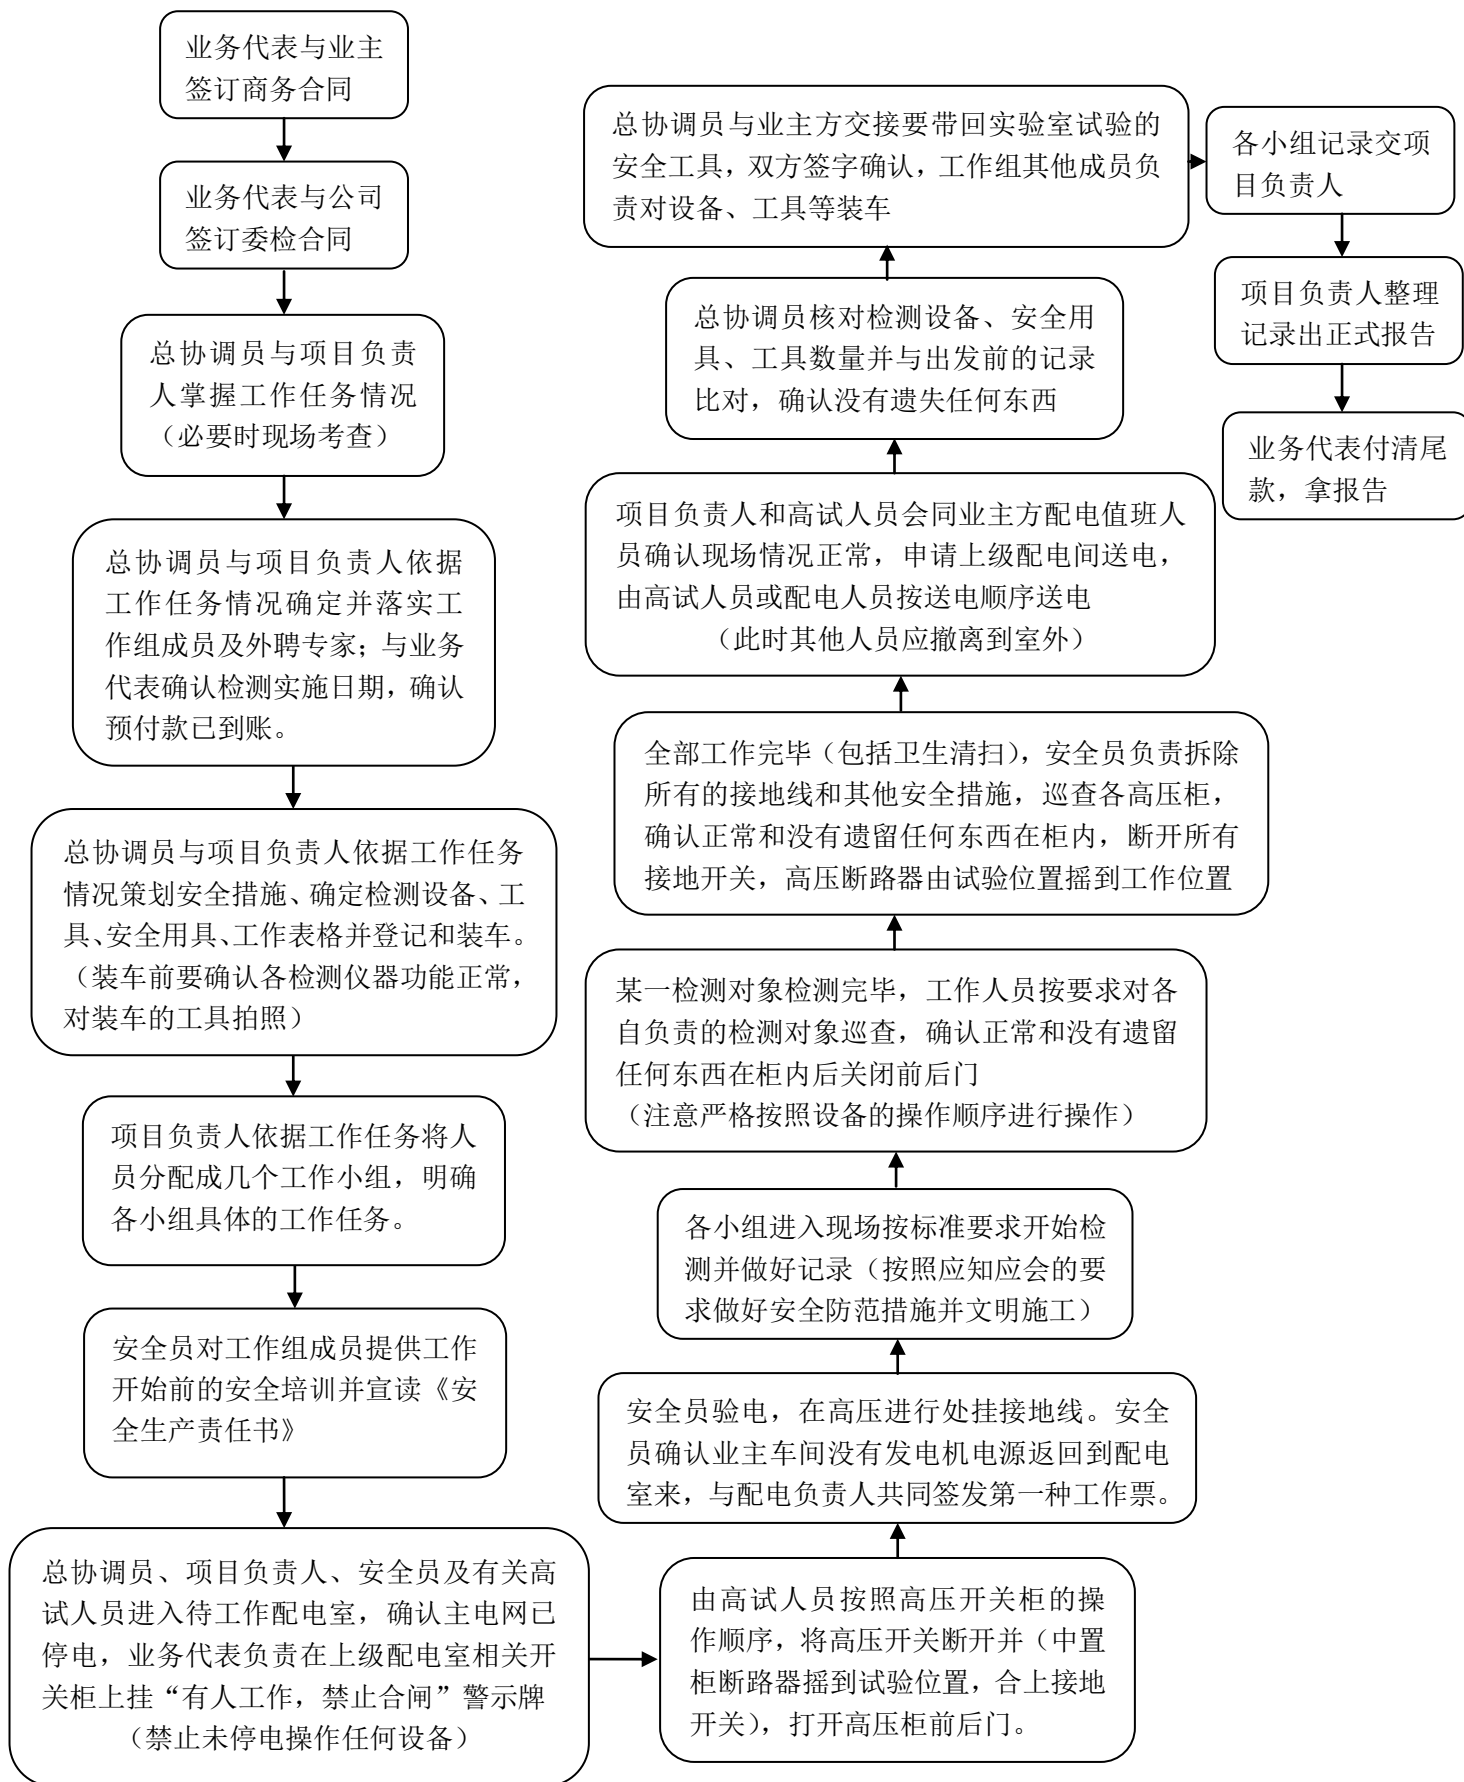 业务代表与业主
签订商务合同
业务代表与公司
签订委检合同
总协调员与项目负责
人掌握工作任务情况
（必要时现场考查）
总协调员与项目负责人依据
工作任务情况确定并落实工
作组成员及外聘专家；与业务
代表确认检测实施日期，确认
预付款已到账。
总协调员与项目负责人依据工作任务
情况策划安全措施、确定检测设备、工
具、安全用具、工作表格并登记和装车。
（装车前要确认各检测仪器功能正常，
对装车的工具拍照）
项目负责人依据工作任务将人
员分配成几个工作小组，明确
各小组具体的工作任务。
安全员对工作组成员提供工作
开始前的安全培训并宣读《安
全生产责任书》
总协调员、项目负责人、安全员及有关高
试人员进入待工作配电室，确认主电网已
停电，业务代表负责在上级配电室相关开
关柜上挂“有人工作，禁止合闸”警示牌
（禁止未停电操作任何设备）
由高试人员按照高压开关柜的操
作顺序，将高压开关断开并（中置
柜断路器摇到试验位置，合上接地
开关），打开高压柜前后门。
安全员验电，在高压进行处挂接地线。安全
员确认业主车间没有发电机电源返回到配电
室来，与配电负责人共同签发第一种工作票。
各小组进入现场按标准要求开始检
测并做好记录（按照应知应会的要
求做好安全防范措施并文明施工）
某一检测对象检测完毕，工作人员按要求对各
自负责的检测对象巡查，确认正常和没有遗留
任何东西在柜内后关闭前后门
（注意严格按照设备的操作顺序进行操作）
全部工作完毕（包括卫生清扫），安全员负责拆除
所有的接地线和其他安全措施，巡查各高压柜，
确认正常和没有遗留任何东西在柜内，断开所有
接地开关，高压断路器由试验位置摇到工作位置
项目负责人和高试人员会同业主方配电值班人
员确认现场情况正常，申请上级配电间送电，
由高试人员或配电人员按送电顺序送电
（此时其他人员应撤离到室外）
总协调员核对检测设备、安全用
具、工具数量并与出发前的记录
比对，确认没有遗失任何东西
总协调员与业主方交接要带回实验室试验的
安全工具，双方签字确认，工作组其他成员负
责对设备、工具等装车
各小组记录交项
目负责人
项目负责人整理
记录出正式报告
业务代表付清尾
款，拿报告